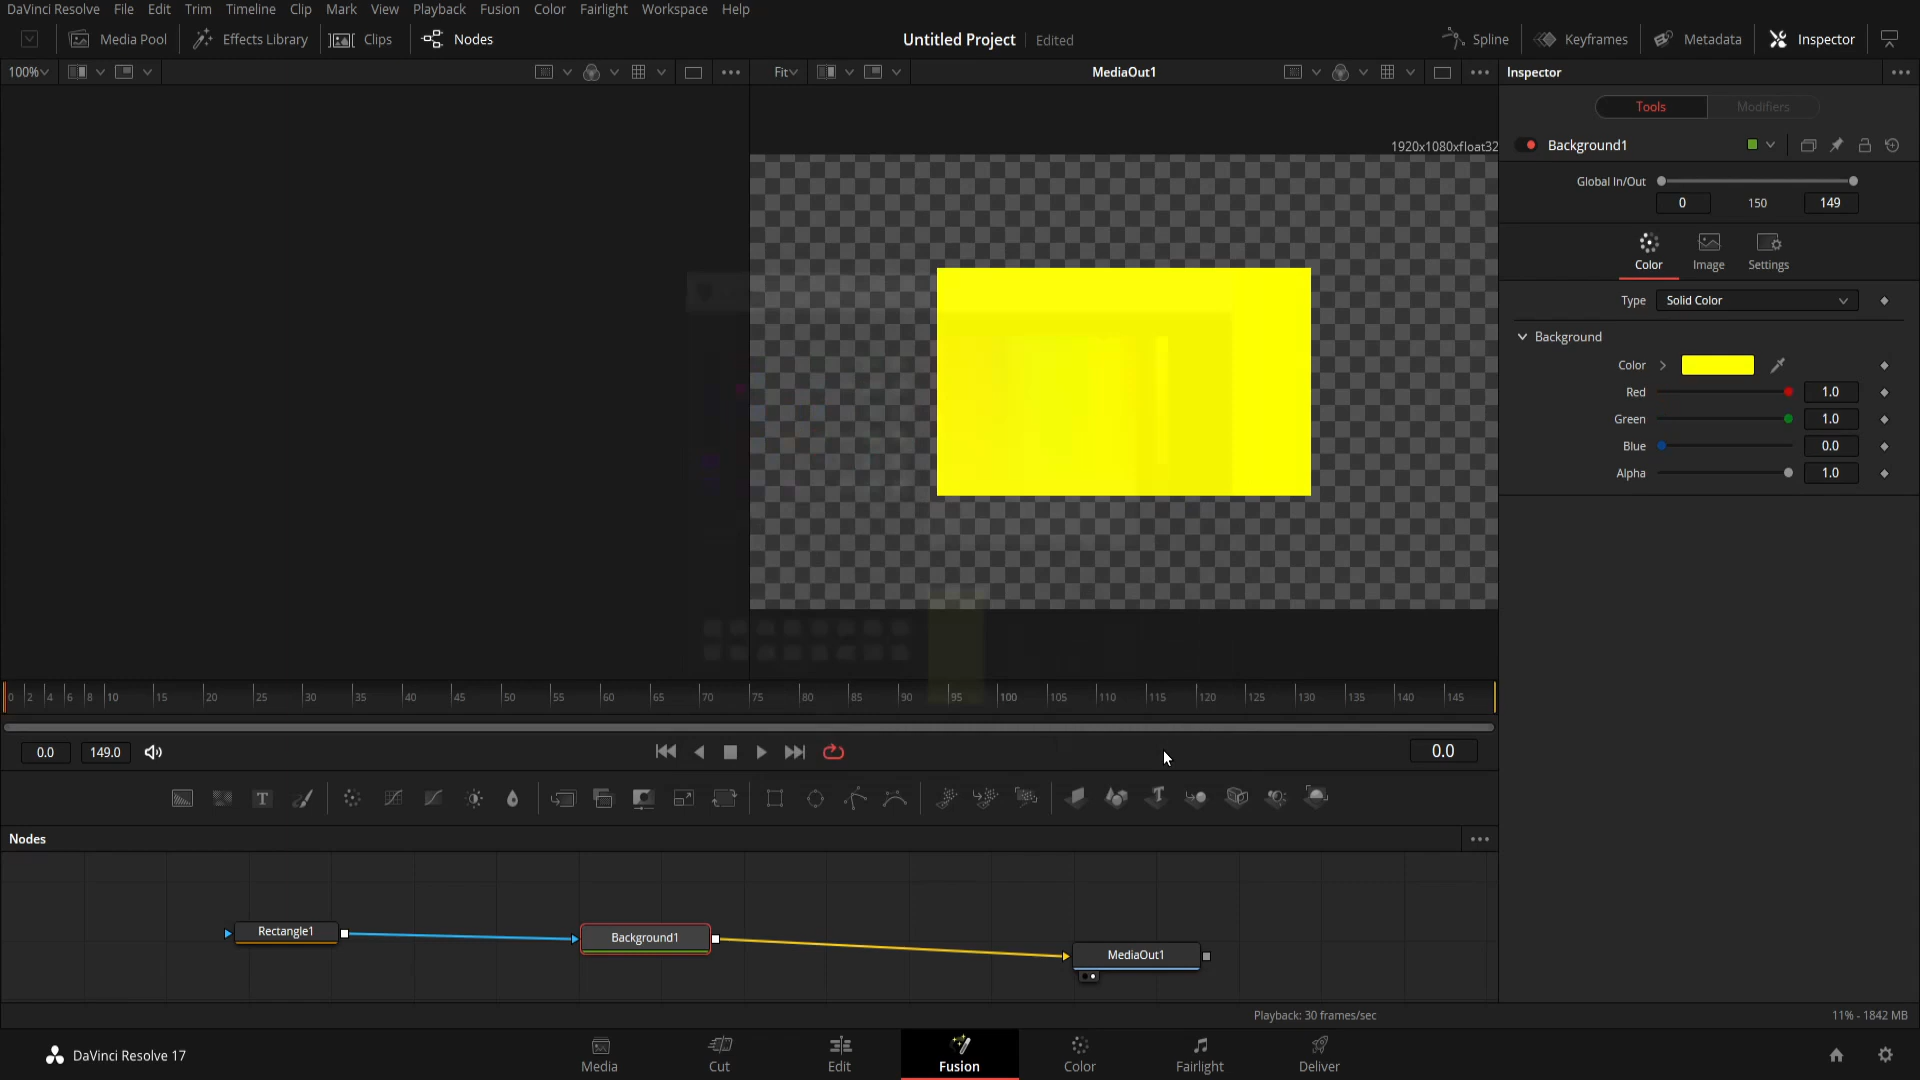 DaVinci Resolve File Edit Trim Timeline Clip Mark View Playback Fusion Color Fairlight Workspace Help
Media Pool Effects Library Clips Nodes Untitled Project Edited Spline Keyframes Metadata Inspector
100% Fit MediaOut1 Inspector
Tools Modifiers
1920x1080xfloat32
Background1
Global In/Out
0 150 149
Color Image Settings
Type Solid Color
Background
Color
Red 1.0
Green 1.0
Blue 0.0
Alpha 1.0
0 2 4 6 8 10 15 20 25 30 35 40 45 50 55 60 65 70 75 80 85 90 95 100 105 110 115 120 125 130 135 140 145
0.0 149.0 0.0
T T
Nodes
Rectangle1 Background1 MediaOut1
Playback: 30 frames/sec 11% - 1842 MB
DaVinci Resolve 17 Media Cut Edit Fusion Color Fairlight Deliver